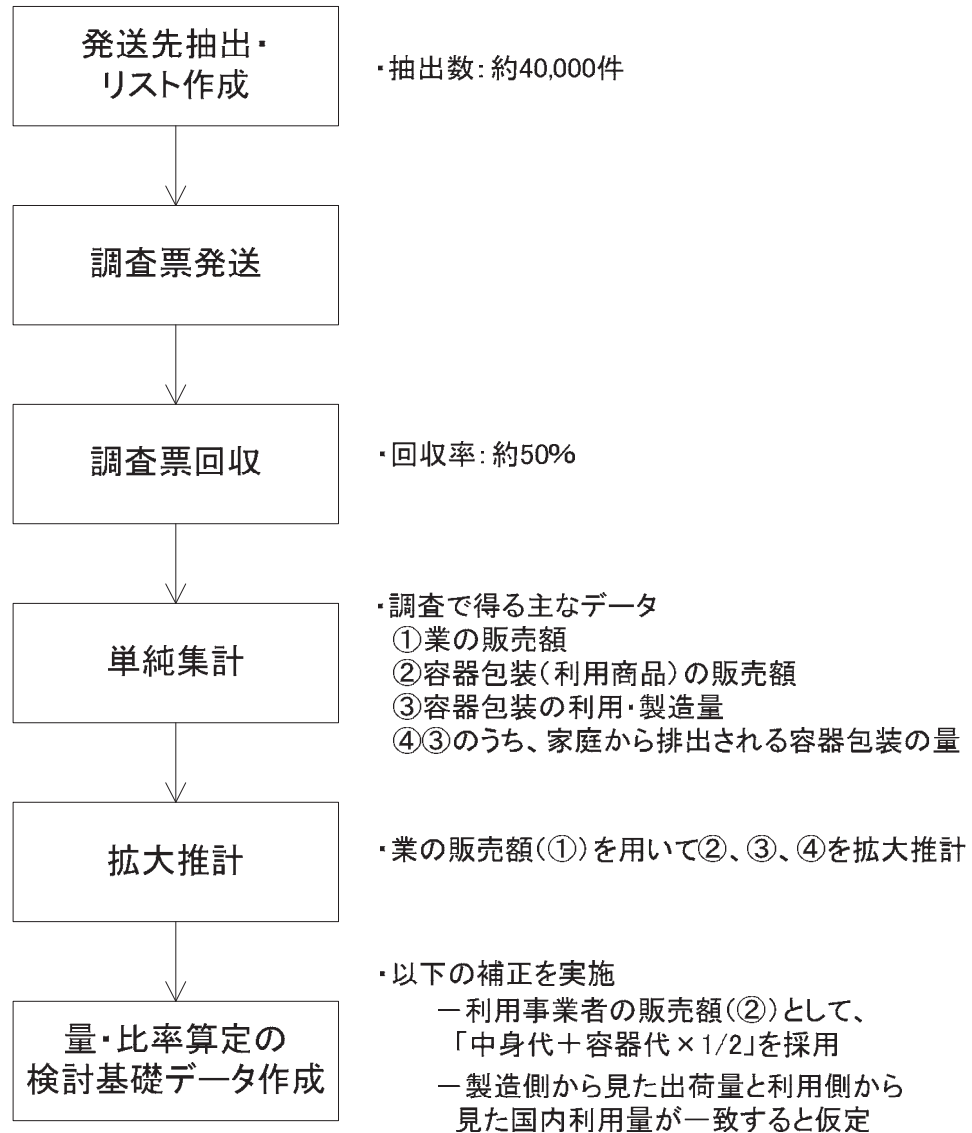 発送先抽出・
リスト作成
・抽出数：約40,000件
調査票発送
調査票回収
・回収率：約50%
単純集計
・調査で得る主なデータ
①業の販売額
②容器包装（利用商品）の販売額
③容器包装の利用・製造量
④③のうち、家庭から排出される容器包装の量
拡大推計
・業の販売額（①）を用いて②、③、④を拡大推計
量・比率算定の
検討基礎データ作成
・以下の補正を実施
－利用事業者の販売額（②）として、
「中身代＋容器代×1/2」を採用
－製造側から見た出荷量と利用側から
見た国内利用量が一致すると仮定